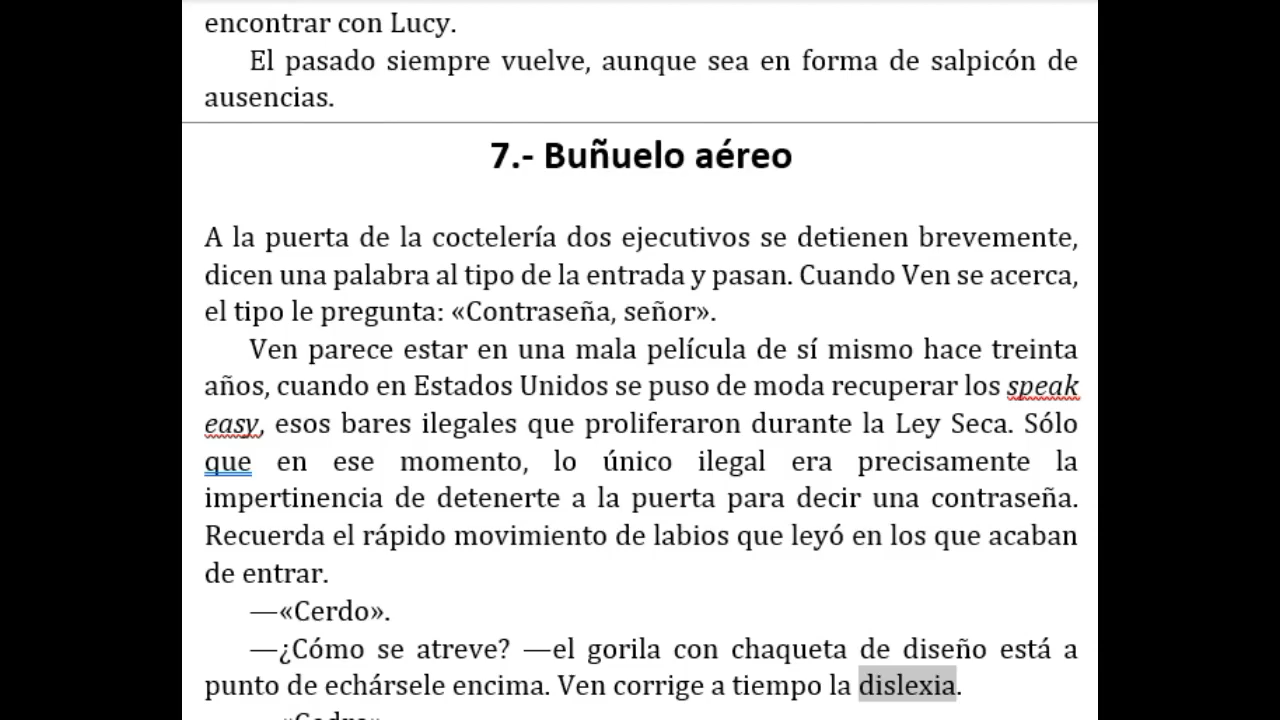 encontrar con Lucy.
El pasado siempre vuelve, aunque sea en forma de salpicón de
ausencias.
7.- Buñuelo aéreo
A la puerta de la coctelería dos ejecutivos se detienen brevemente,
dicen una palabra al tipo de la entrada y pasan. Cuando Ven se acerca,
el tipo le pregunta: «Contraseña, señor».
Ven parece estar en una mala película de sí mismo hace treinta
años, cuando en Estados Unidos se puso de moda recuperar los speak
easy, esos bares ilegales que proliferaron durante la Ley Seca. Sólo
que en ese momento, lo único ilegal era precisamente la
impertinencia de detenerte a la puerta para decir una contraseña.
Recuerda el rápido movimiento de labios que leyó en los que acaban
de entrar.
—«Cerdo».
—¿Cómo se atreve? —el gorila con chaqueta de diseño está a
punto de echársele encima. Ven corrige a tiempo la dislexia.